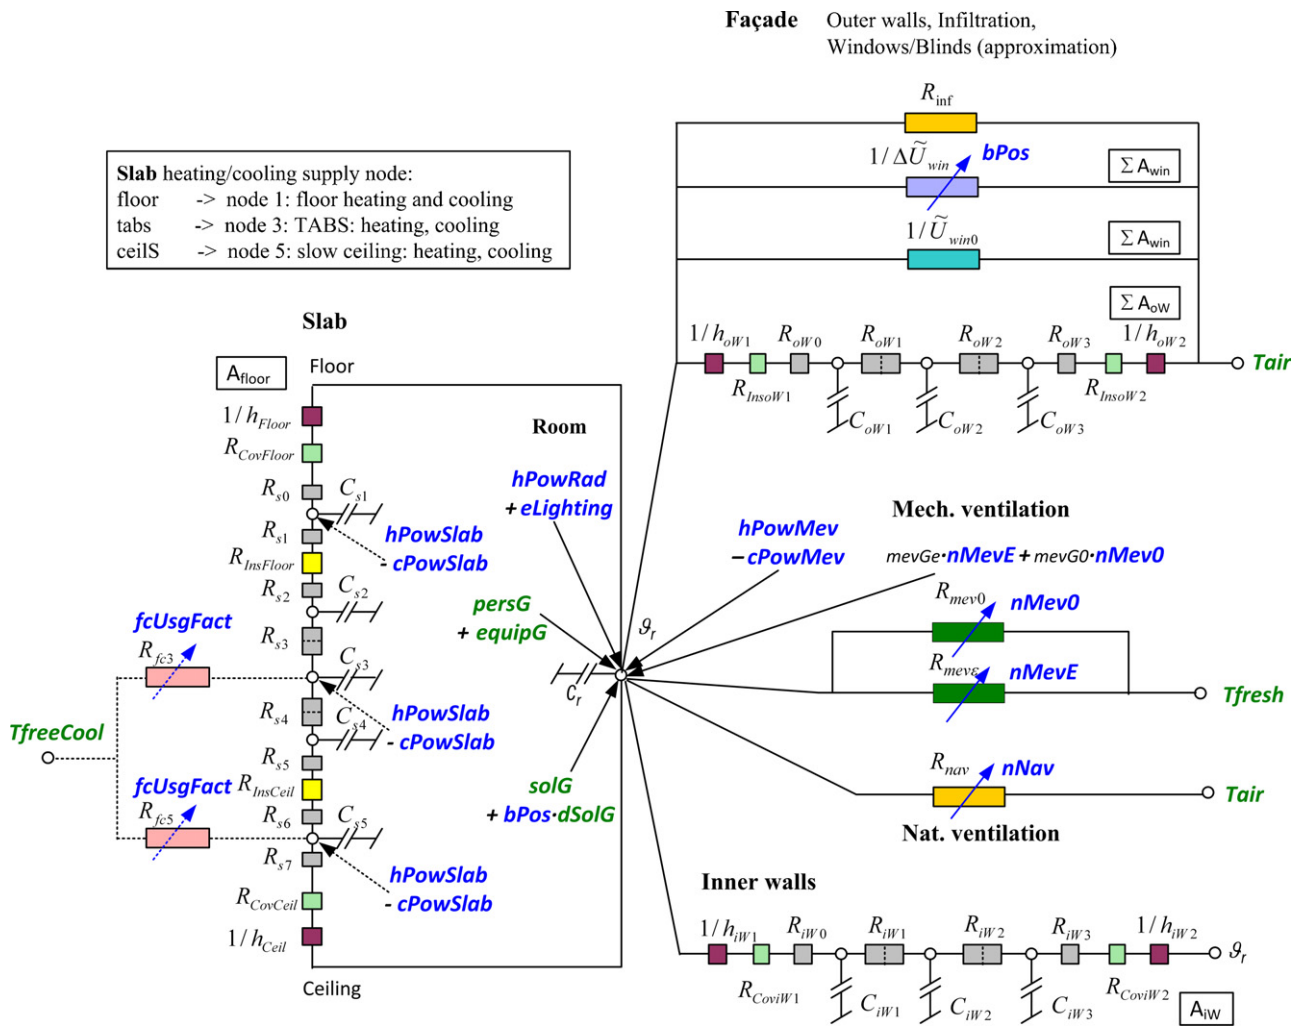 Façade Outer walls, Infiltration,
Windows/Blinds (approximation)
R_inf
1/ΔŨ_win bPos
Σ A_win
1/Ũ_win0
Σ A_win
Σ A_oW
1/h_oW1 R_oW0 R_oW1 R_oW2 R_oW3 1/h_oW2
Tair
R_InsoW1 R_InsoW2
C_oW1 C_oW2 C_oW3
Slab heating/cooling supply node:
floor -> node 1: floor heating and cooling
tabs -> node 3: TABS: heating, cooling
ceilS -> node 5: slow ceiling: heating, cooling
Slab
Floor
A_floor
1/h_Floor
R_CovFloor
R_s0 C_s1
R_s1
hPowSlab
- cPowSlab
R_InsFloor
R_s2 C_s2
fcUsgFact
R_fc3
R_s3
C_s3
R_s4
hPowSlab
- cPowSlab
C_s4
TfreeCool
R_s5
fcUsgFact
R_fc5
R_InsCeil
R_s6 C_s5
R_s7
hPowSlab
- cPowSlab
R_CovCeil
1/h_Ceil
Ceiling
Room
hPowRad
+ eLighting
persG
+ equipG
ϑ_r
C_r
solG
+ bPos·dSolG
hPowMev
– cPowMev
Mech. ventilation
mevGe·nMevE + mevG0·nMev0
R_mev0 nMev0
R_mevE nMevE
Tfresh
R_nav nNav
Tair
Nat. ventilation
Inner walls
1/h_iW1 R_iW0 R_iW1 R_iW2 R_iW3 1/h_iW2
ϑ_r
R_CoviW1 R_CoviW2
C_iW1 C_iW2 C_iW3
A_iW